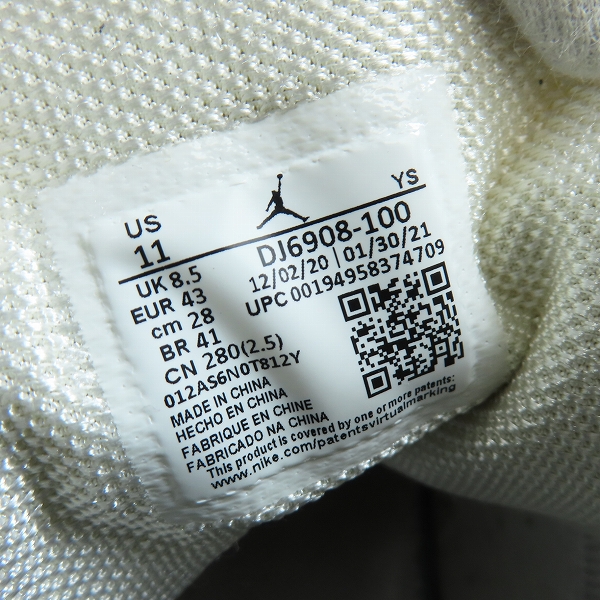 US
YS
11
DJ6908-100
UK 8.5
12/02/20 | 01/30/21
EUR 43
UPC 00194958374709
cm 28
BR 41
CN 280(2.5)
012AS6N0T812Y
MADE IN CHINA
HECHO EN CHINA
FABRIQUE EN CHINE
FABRICADO NA CHINA
This product is covered by one or more patents:
www.nike.com/patentsvirtualmarking